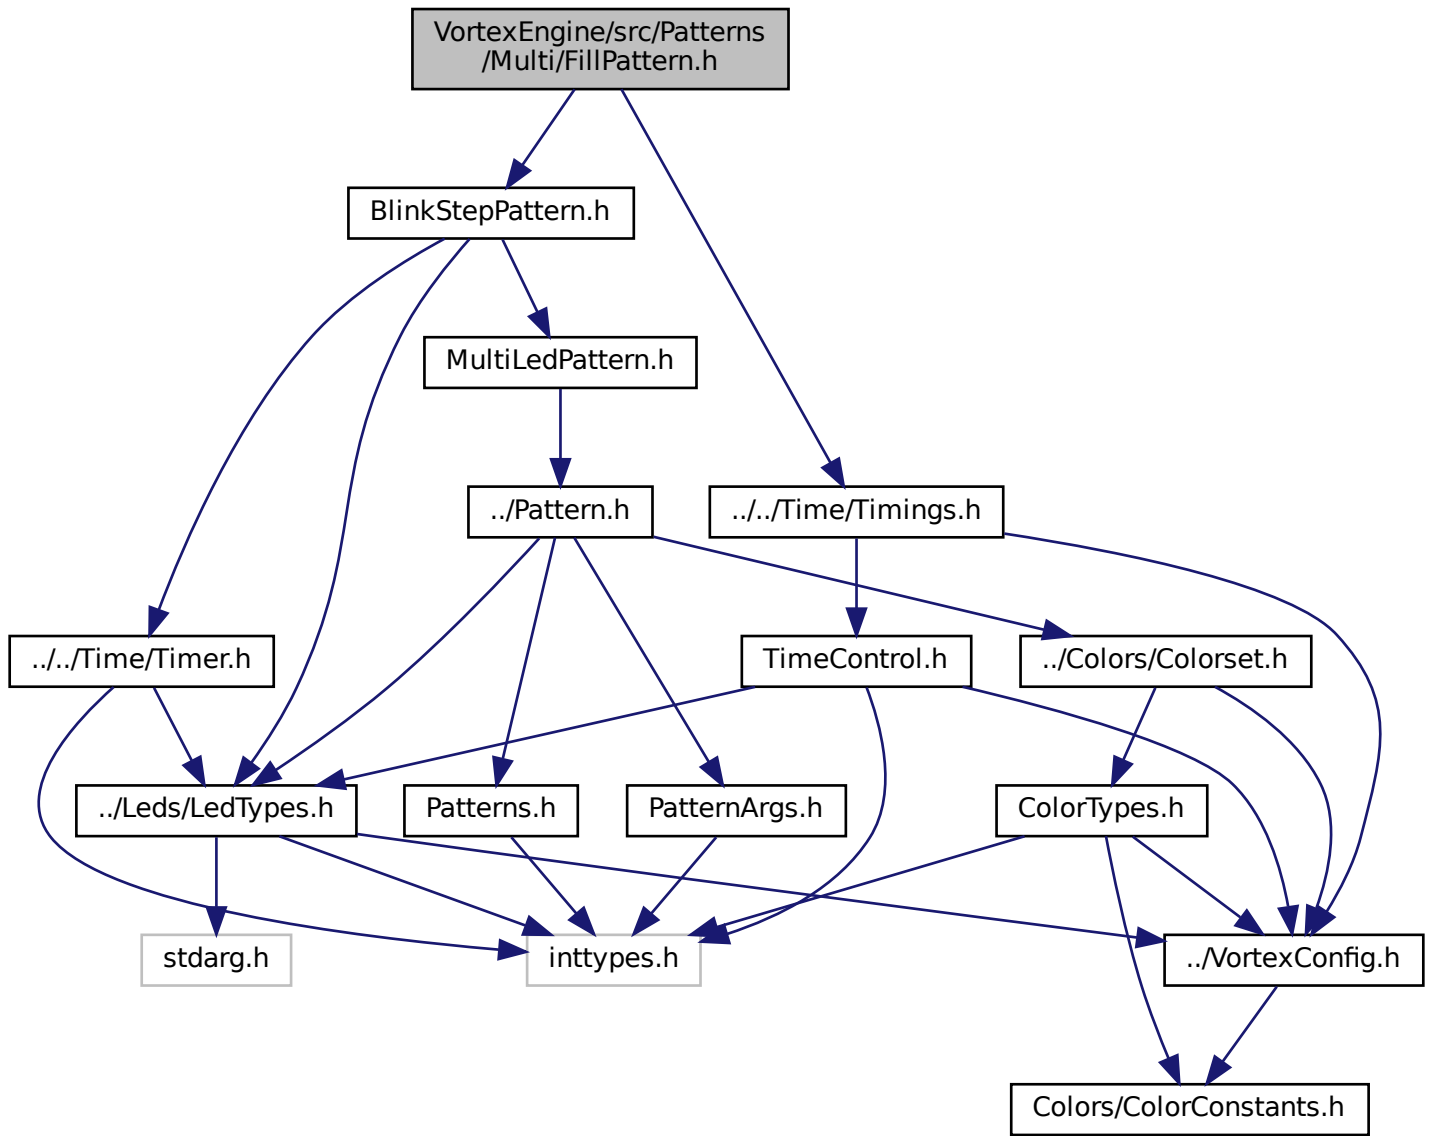 VortexEngine/src/Patterns
/Multi/FillPattern.h
BlinkStepPattern.h
MultiLedPattern.h
../Pattern.h
../../Time/Timings.h
../../Time/Timer.h
TimeControl.h
../Colors/Colorset.h
../Leds/LedTypes.h
Patterns.h
PatternArgs.h
ColorTypes.h
stdarg.h
inttypes.h
../VortexConfig.h
Colors/ColorConstants.h